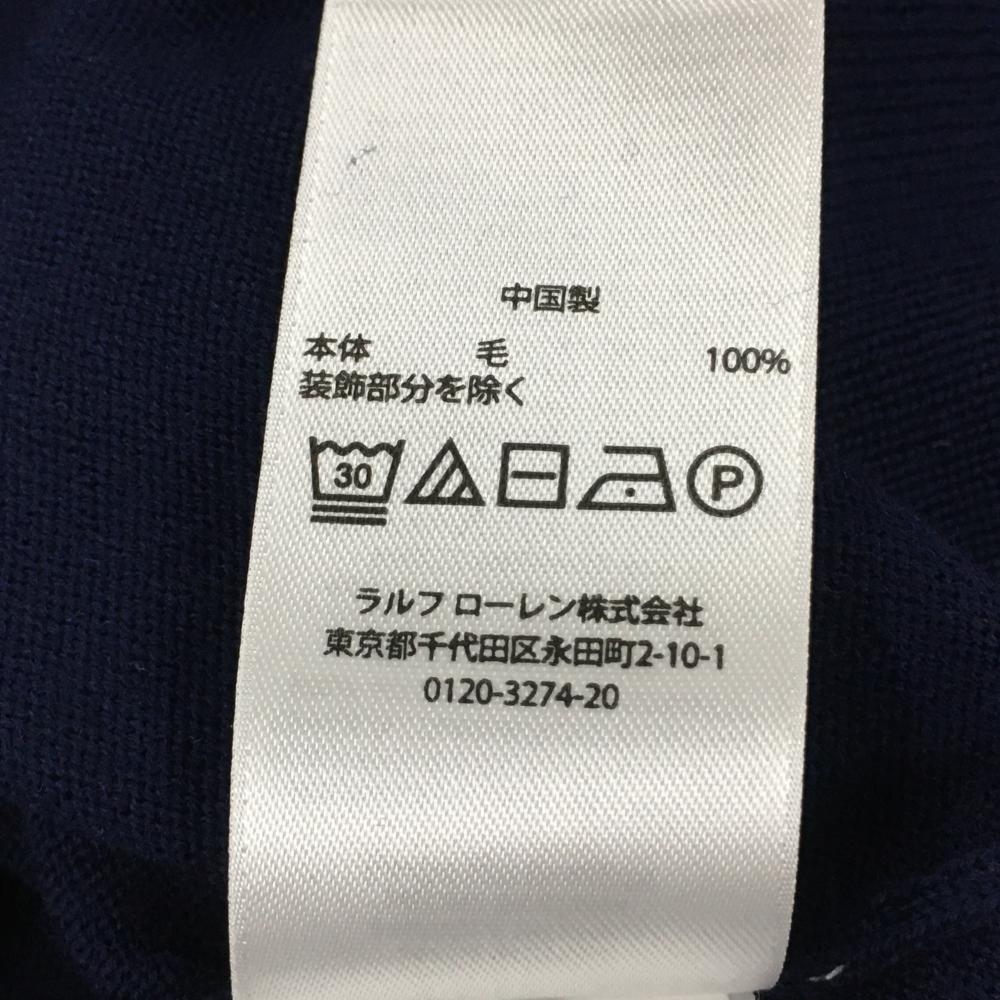 中国製
本体 毛 100%
装飾部分を除く
30 P
ラルフ ローレン株式会社
東京都千代田区永田町2-10-1
0120-3274-20